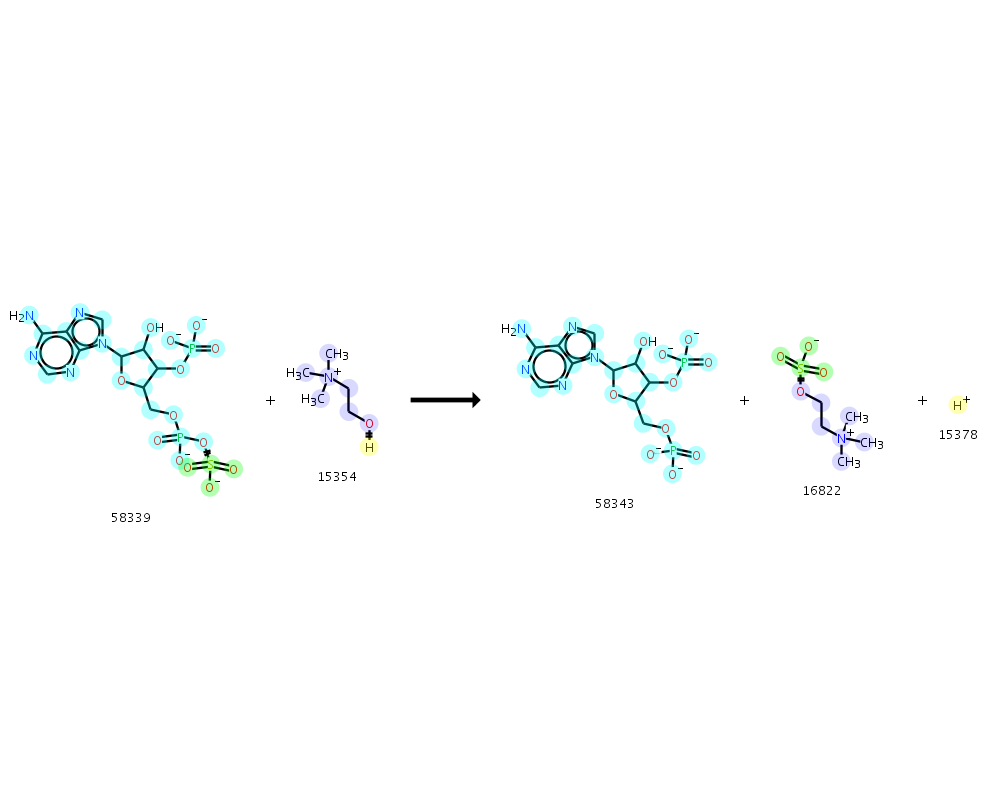 H₂N N N N N O OH O O⁻ O⁻ P O O P O O⁻ O O S O O⁻
58339
+
CH₃ H₃C N⁺ H₃C O H
15354
H₂N N N N N O OH O O⁻ O⁻ P O O P O⁻ O O⁻
58343
+
O⁻ O S O O CH₃ N⁺ CH₃ CH₃
16822
+
H⁺
15378